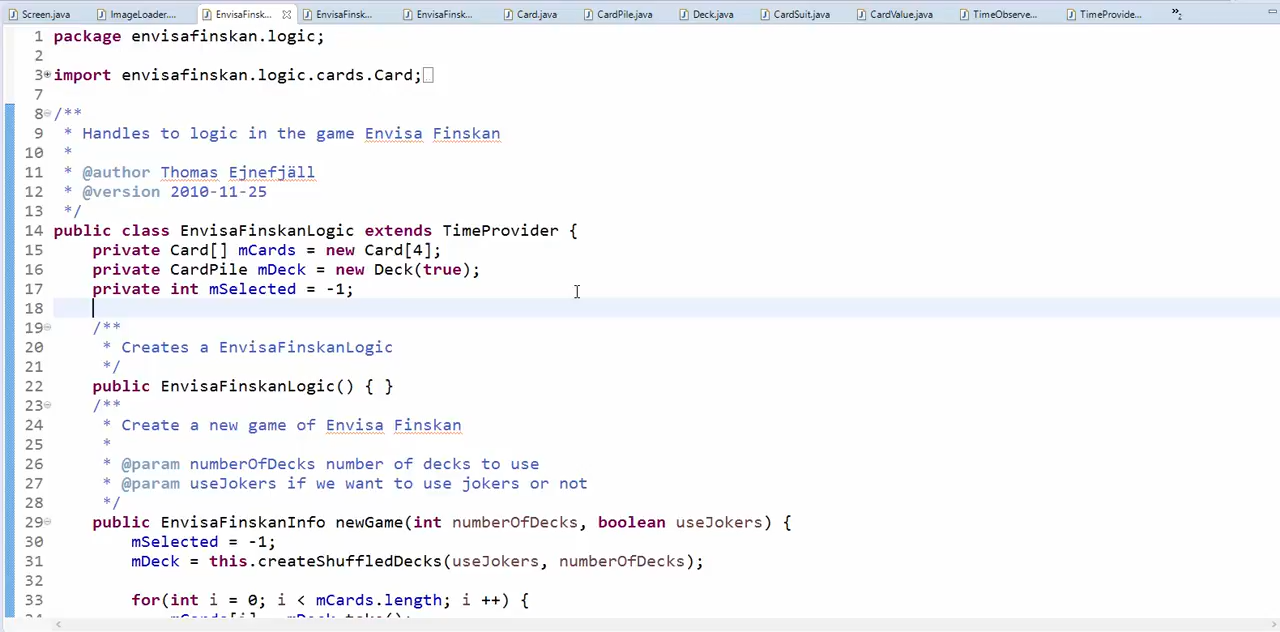 Screen.java ImageLoader.... EnvisaFinsk... EnvisaFinsk... EnvisaFinsk... Card.java CardPile.java Deck.java CardSuit.java CardValue.java TimeObserve... TimeProvide... »2
1 package envisafinskan.logic;
2
3 import envisafinskan.logic.cards.Card;
7
8 /**
9 * Handles to logic in the game Envisa Finskan
10 *
11 * @author Thomas Ejnefjäll
12 * @version 2010-11-25
13 */
14 public class EnvisaFinskanLogic extends TimeProvider {
15 private Card[] mCards = new Card[4];
16 private CardPile mDeck = new Deck(true);
17 private int mSelected = -1;
18
19 /**
20 * Creates a EnvisaFinskanLogic
21 */
22 public EnvisaFinskanLogic() { }
23 /**
24 * Create a new game of Envisa Finskan
25 *
26 * @param numberOfDecks number of decks to use
27 * @param useJokers if we want to use jokers or not
28 */
29 public EnvisaFinskanInfo newGame(int numberOfDecks, boolean useJokers) {
30 mSelected = -1;
31 mDeck = this.createShuffledDecks(useJokers, numberOfDecks);
32
33 for(int i = 0; i < mCards.length; i ++) {